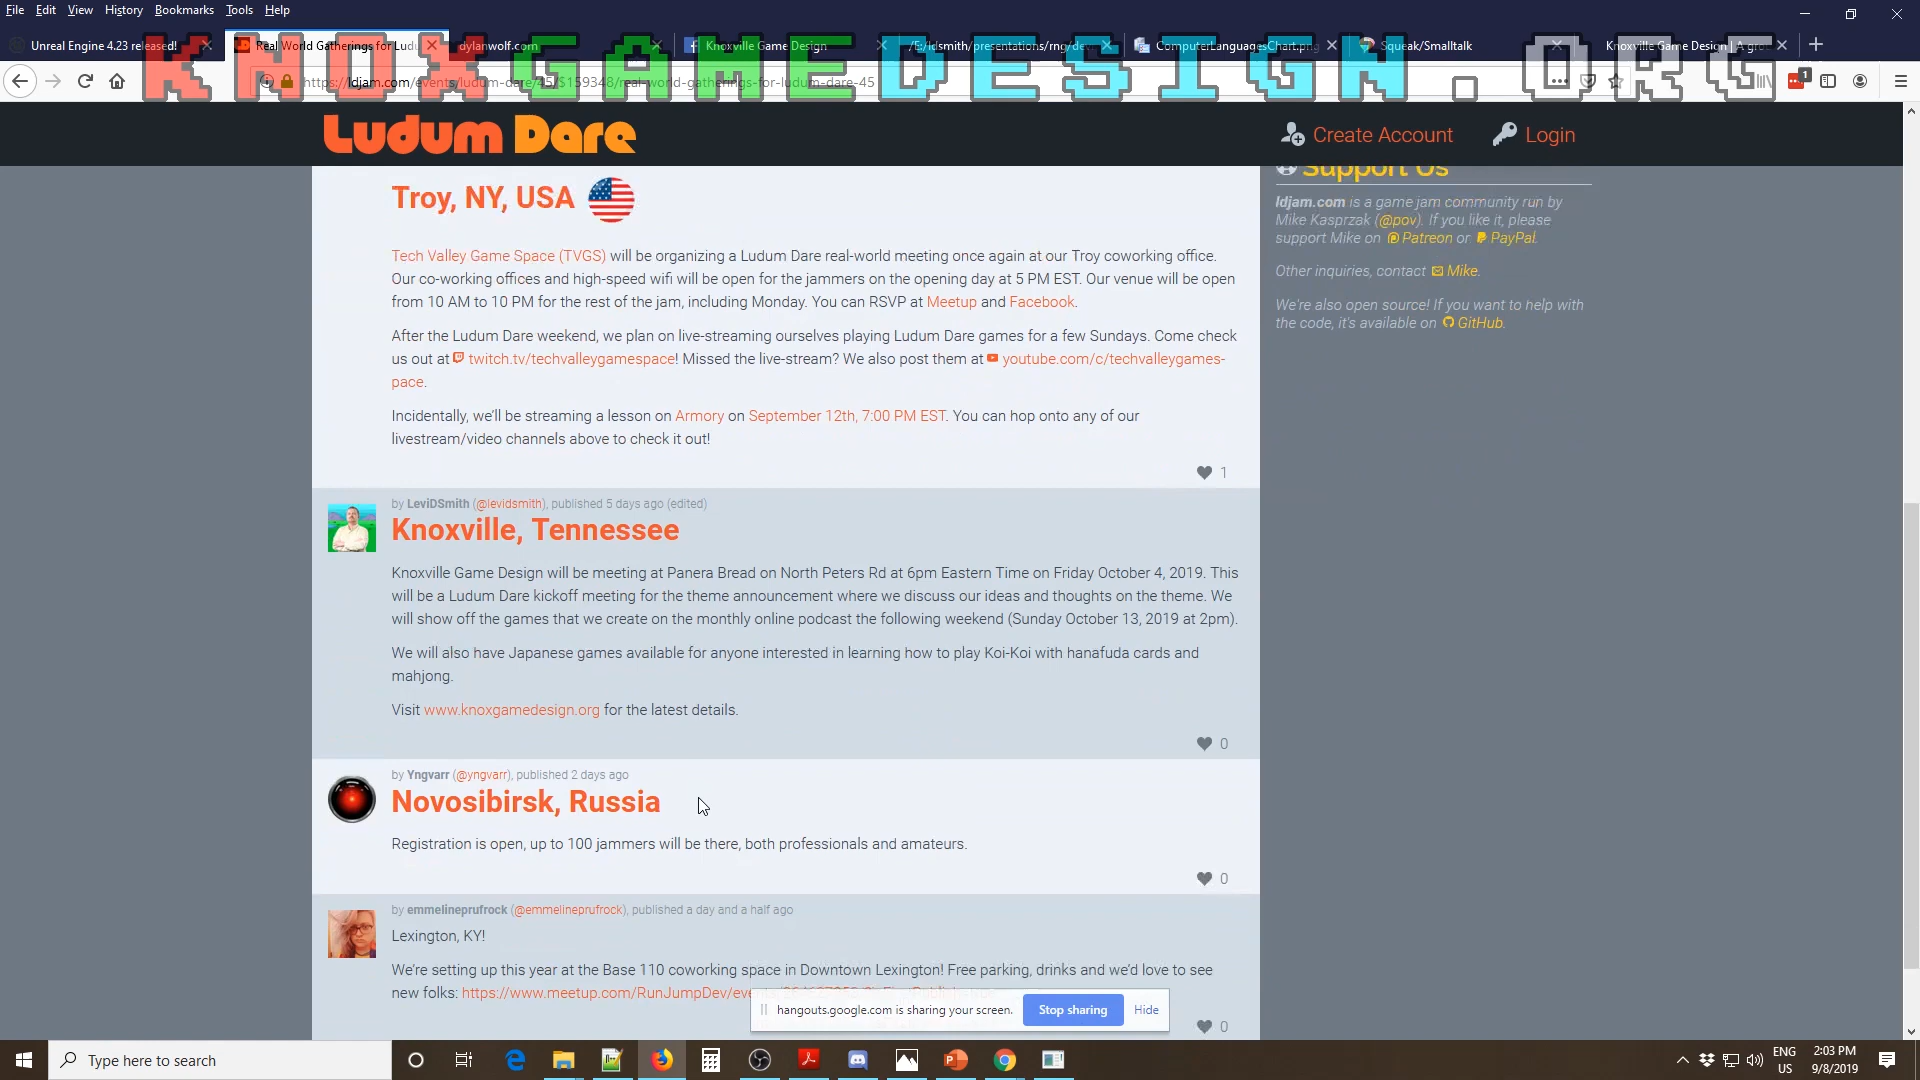 File Edit View History Bookmarks Tools Help
Unreal Engine 4.23 released!
Real World Gatherings for Ludu
dylanwolf.com
Knoxville Game Design
ComputerLanguagesChart.png
Squeak/Smalltalk
KNOXGAMEDESIGN.ORG
https://ldjam.com/events/ludum-dare/45/$159348/real-world-gatherings-for-ludum-dare-45
1
Ludum Dare
Create Account
Login
Support Us
ldjam.com is a game jam community run by
Mike Kasprzak (@pov). If you like it, please
support Mike on Patreon or PayPal.
Other inquiries, contact Mike.
We're also open source! If you want to help with
the code, it's available on GitHub.
Troy, NY, USA
Tech Valley Game Space (TVGS) will be organizing a Ludum Dare real-world meeting once again at our Troy coworking office.
Our co-working offices and high-speed wifi will be open for the jammers on the opening day at 5 PM EST. Our venue will be open
from 10 AM to 10 PM for the rest of the jam, including Monday. You can RSVP at Meetup and Facebook.
After the Ludum Dare weekend, we plan on live-streaming ourselves playing Ludum Dare games for a few Sundays. Come check
us out at twitch.tv/techvalleygamespace! Missed the live-stream? We also post them at youtube.com/c/techvalleygames-
pace.
Incidentally, we'll be streaming a lesson on Armory on September 12th, 7:00 PM EST. You can hop onto any of our
livestream/video channels above to check it out!
1
by LeviDSmith (@levidsmith), published 5 days ago (edited)
Knoxville, Tennessee
Knoxville Game Design will be meeting at Panera Bread on North Peters Rd at 6pm Eastern Time on Friday October 4, 2019. This
will be a Ludum Dare kickoff meeting for the theme announcement where we discuss our ideas and thoughts on the theme. We
will show off the games that we create on the monthly online podcast the following weekend (Sunday October 13, 2019 at 2pm).
We will also have Japanese games available for anyone interested in learning how to play Koi-Koi with hanafuda cards and
mahjong.
Visit www.knoxgamedesign.org for the latest details.
0
by Yngvarr (@yngvarr), published 2 days ago
Novosibirsk, Russia
Registration is open, up to 100 jammers will be there, both professionals and amateurs.
0
by emmelineprufrock (@emmelineprufrock), published a day and a half ago
Lexington, KY!
We're setting up this year at the Base 110 coworking space in Downtown Lexington! Free parking, drinks and we'd love to see
new folks: https://www.meetup.com/RunJumpDev/
0
hangouts.google.com is sharing your screen.
Stop sharing
Hide
Type here to search
ENG
US
2:03 PM
9/8/2019